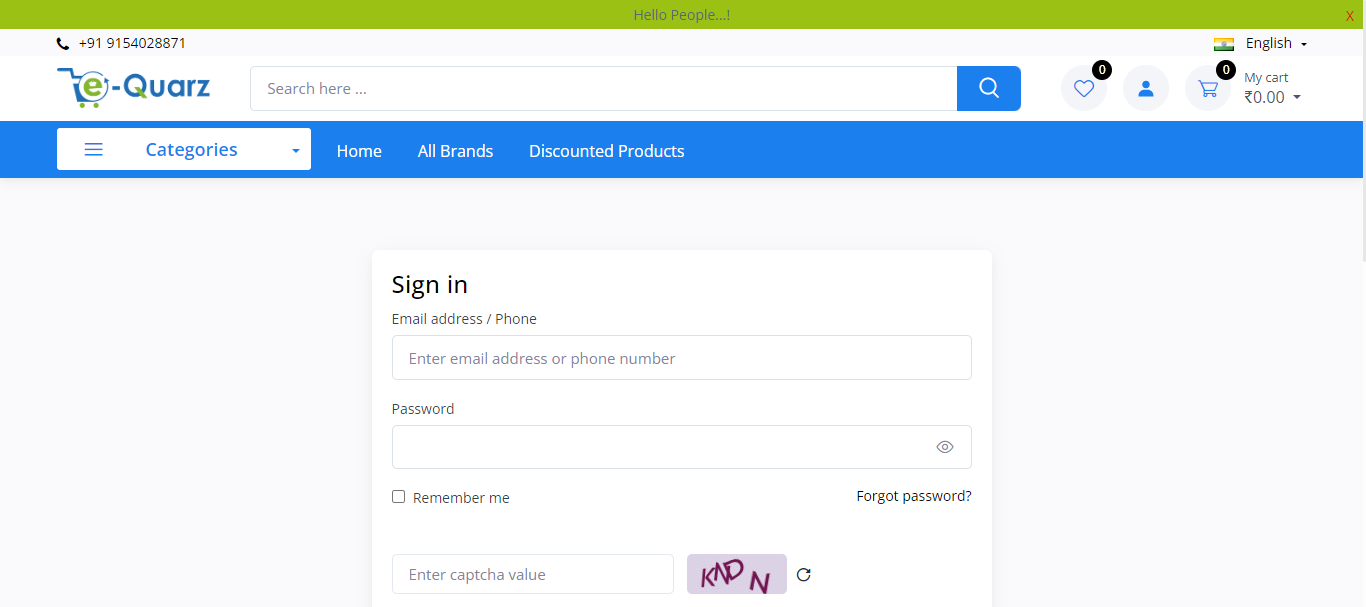 Hello People...!
X
+91 9154028871
English
e-Quarz
Search here ...
0
0
My cart
₹0.00
Categories
Home
All Brands
Discounted Products
Sign in
Email address / Phone
Enter email address or phone number
Password
Remember me
Forgot password?
Enter captcha value
KNDN